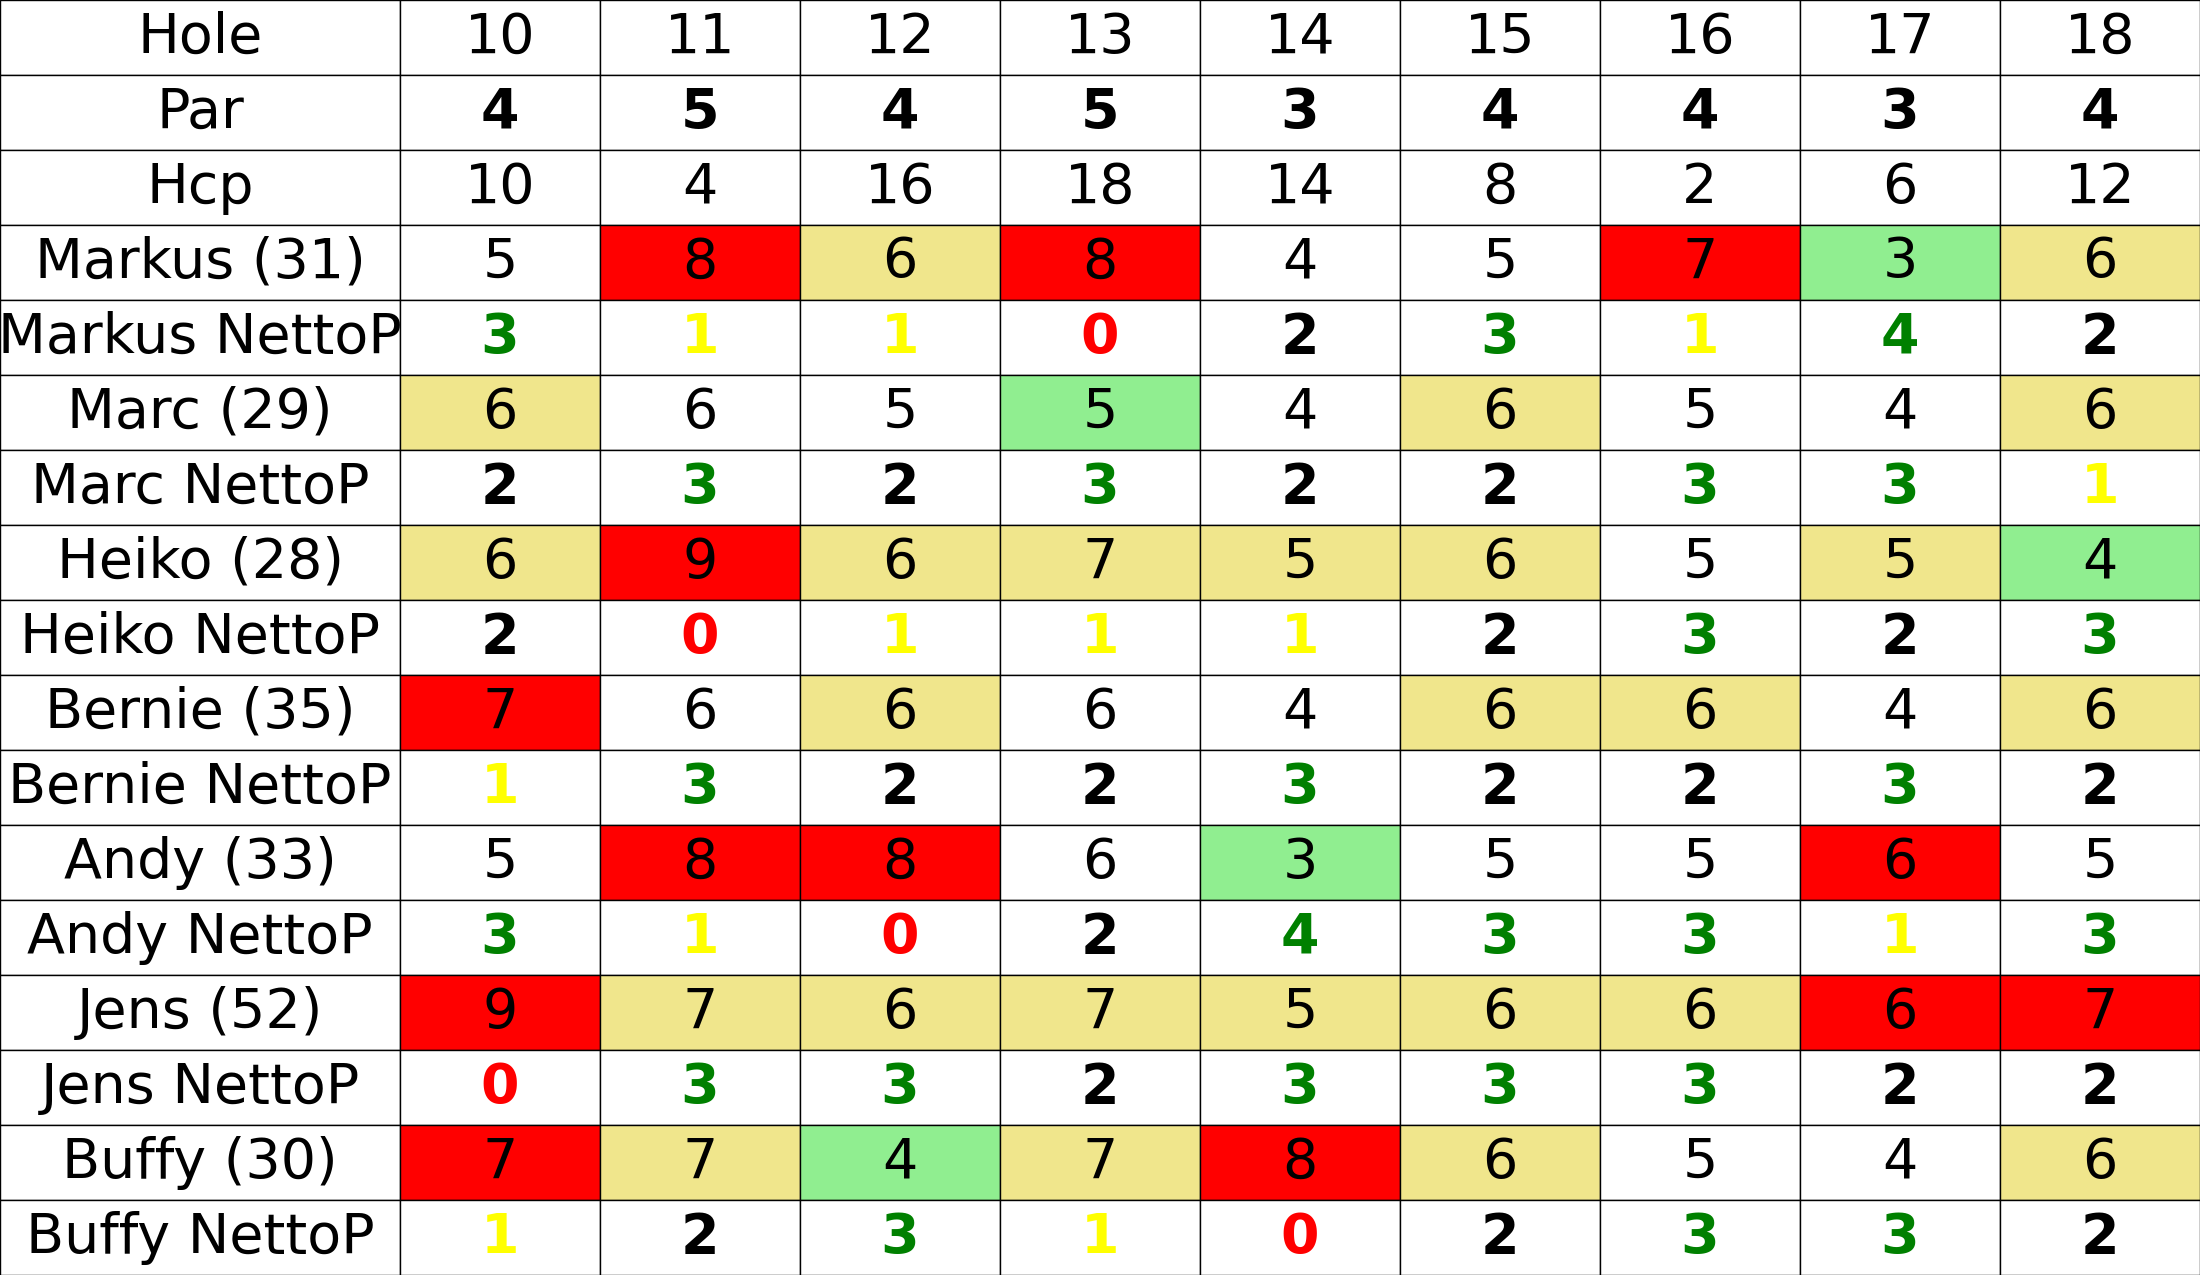 Hole 10 11 12 13 14 15 16 17 18
Par 4 5 4 5 3 4 4 3 4
Hcp 10 4 16 18 14 8 2 6 12
Markus (31) 5 8 6 8 4 5 7 3 6
Markus NettoP 3 1 1 0 2 3 1 4 2
Marc (29) 6 6 5 5 4 6 5 4 6
Marc NettoP 2 3 2 3 2 2 3 3 1
Heiko (28) 6 9 6 7 5 6 5 5 4
Heiko NettoP 2 0 1 1 1 2 3 2 3
Bernie (35) 7 6 6 6 4 6 6 4 6
Bernie NettoP 1 3 2 2 3 2 2 3 2
Andy (33) 5 8 8 6 3 5 5 6 5
Andy NettoP 3 1 0 2 4 3 3 1 3
Jens (52) 9 7 6 7 5 6 6 6 7
Jens NettoP 0 3 3 2 3 3 3 2 2
Buffy (30) 7 7 4 7 8 6 5 4 6
Buffy NettoP 1 2 3 1 0 2 3 3 2